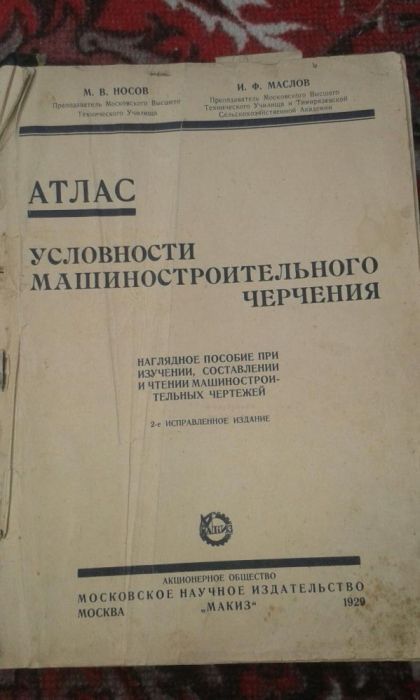 М. В. НОСОВ
Преподаватель Московского Высшего
Технического Училища
И. Ф. МАСЛОВ
Преподаватель Московского Высшего
Технического Училища и Тимирязевской
Сельскохозяйственной Академии
АТЛАС
УСЛОВНОСТИ
МАШИНОСТРОИТЕЛЬНОГО
ЧЕРЧЕНИЯ
НАГЛЯДНОЕ ПОСОБИЕ ПРИ
ИЗУЧЕНИИ, СОСТАВЛЕНИИ
И ЧТЕНИИ МАШИНОСТРОИ-
ТЕЛЬНЫХ ЧЕРТЕЖЕЙ
2-е ИСПРАВЛЕННОЕ ИЗДАНИЕ
АКЦИОНЕРНОЕ ОБЩЕСТВО
МОСКОВСКОЕ НАУЧНОЕ ИЗДАТЕЛЬСТВО
МОСКВА „МАКИЗ“ 1929